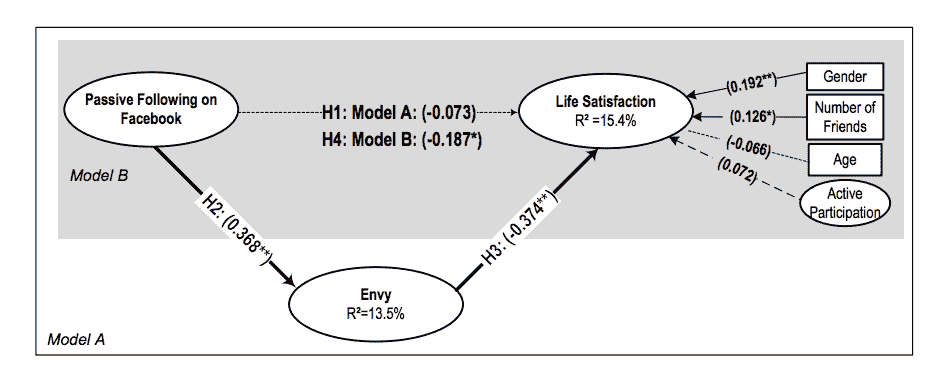 Passive Following on
Facebook
H1: Model A: (-0.073)
H4: Model B: (-0.187*)
Life Satisfaction
R² =15.4%
(0.192**)
Gender
(0.126*)
Number of
Friends
(-0.066)
Age
(0.072)
Active
Participation
Model B
H2: (0.368**)
H3: (-0.374**)
Envy
R²=13.5%
Model A